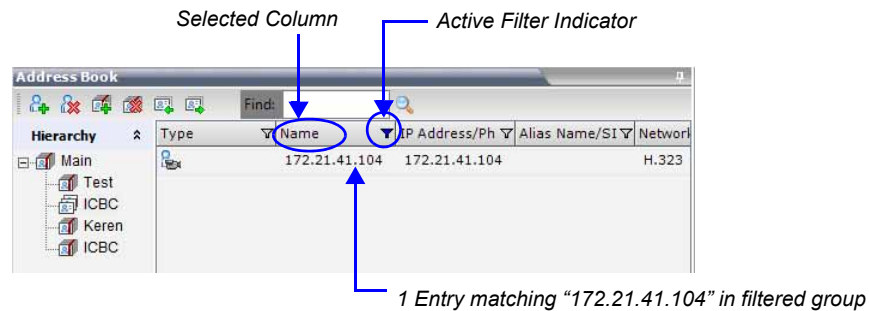 Selected Column
Active Filter Indicator
Address Book
Find:
Hierarchy
Type
Name
IP Address/Ph
Alias Name/SI
Network
Main
172.21.41.104
172.21.41.104
H.323
Test
ICBC
Keren
ICBC
1 Entry matching “172.21.41.104” in filtered group